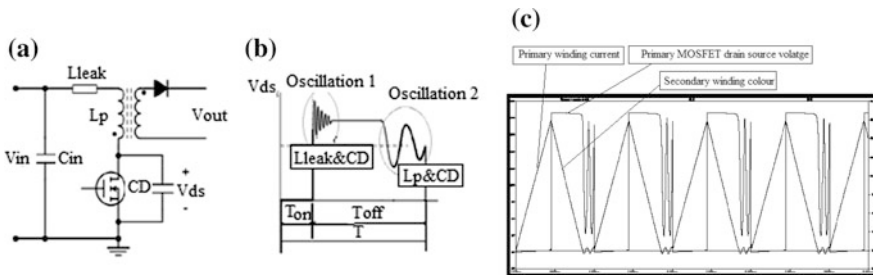 (a)
Lleak
Lp
Vout
Vin
Cin
CD
+
Vds
-
(b)
Vds
Oscillation 1
Oscillation 2
Lleak&CD
Lp&CD
Ton
Toff
T
(c)
Primary winding current
Primary MOSFET drain source volatge
Secondary winding colour